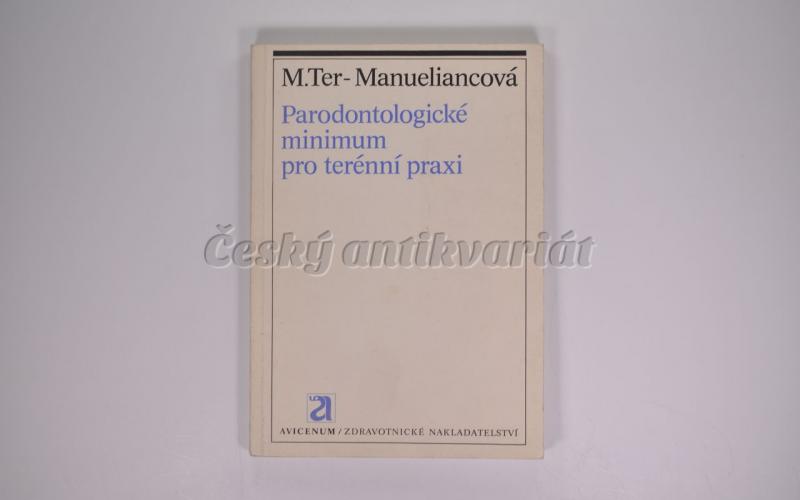 M.Ter-Manueliancová
Parodontologické
minimum
pro terénní praxi
Český antikvariát
AVICENUM/ZDRAVOTNICKÉ NAKLADATELSTVÍ